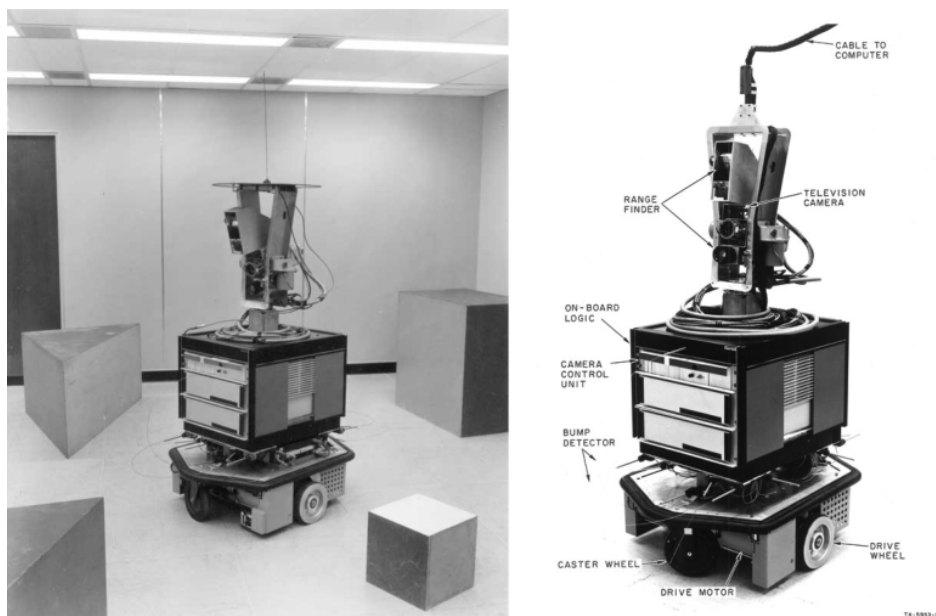 CABLE TO
COMPUTER
RANGE
FINDER
TELEVISION
CAMERA
ON-BOARD
LOGIC
CAMERA
CONTROL
UNIT
BUMP
DETECTOR
CASTER WHEEL
DRIVE MOTOR
DRIVE
WHEEL